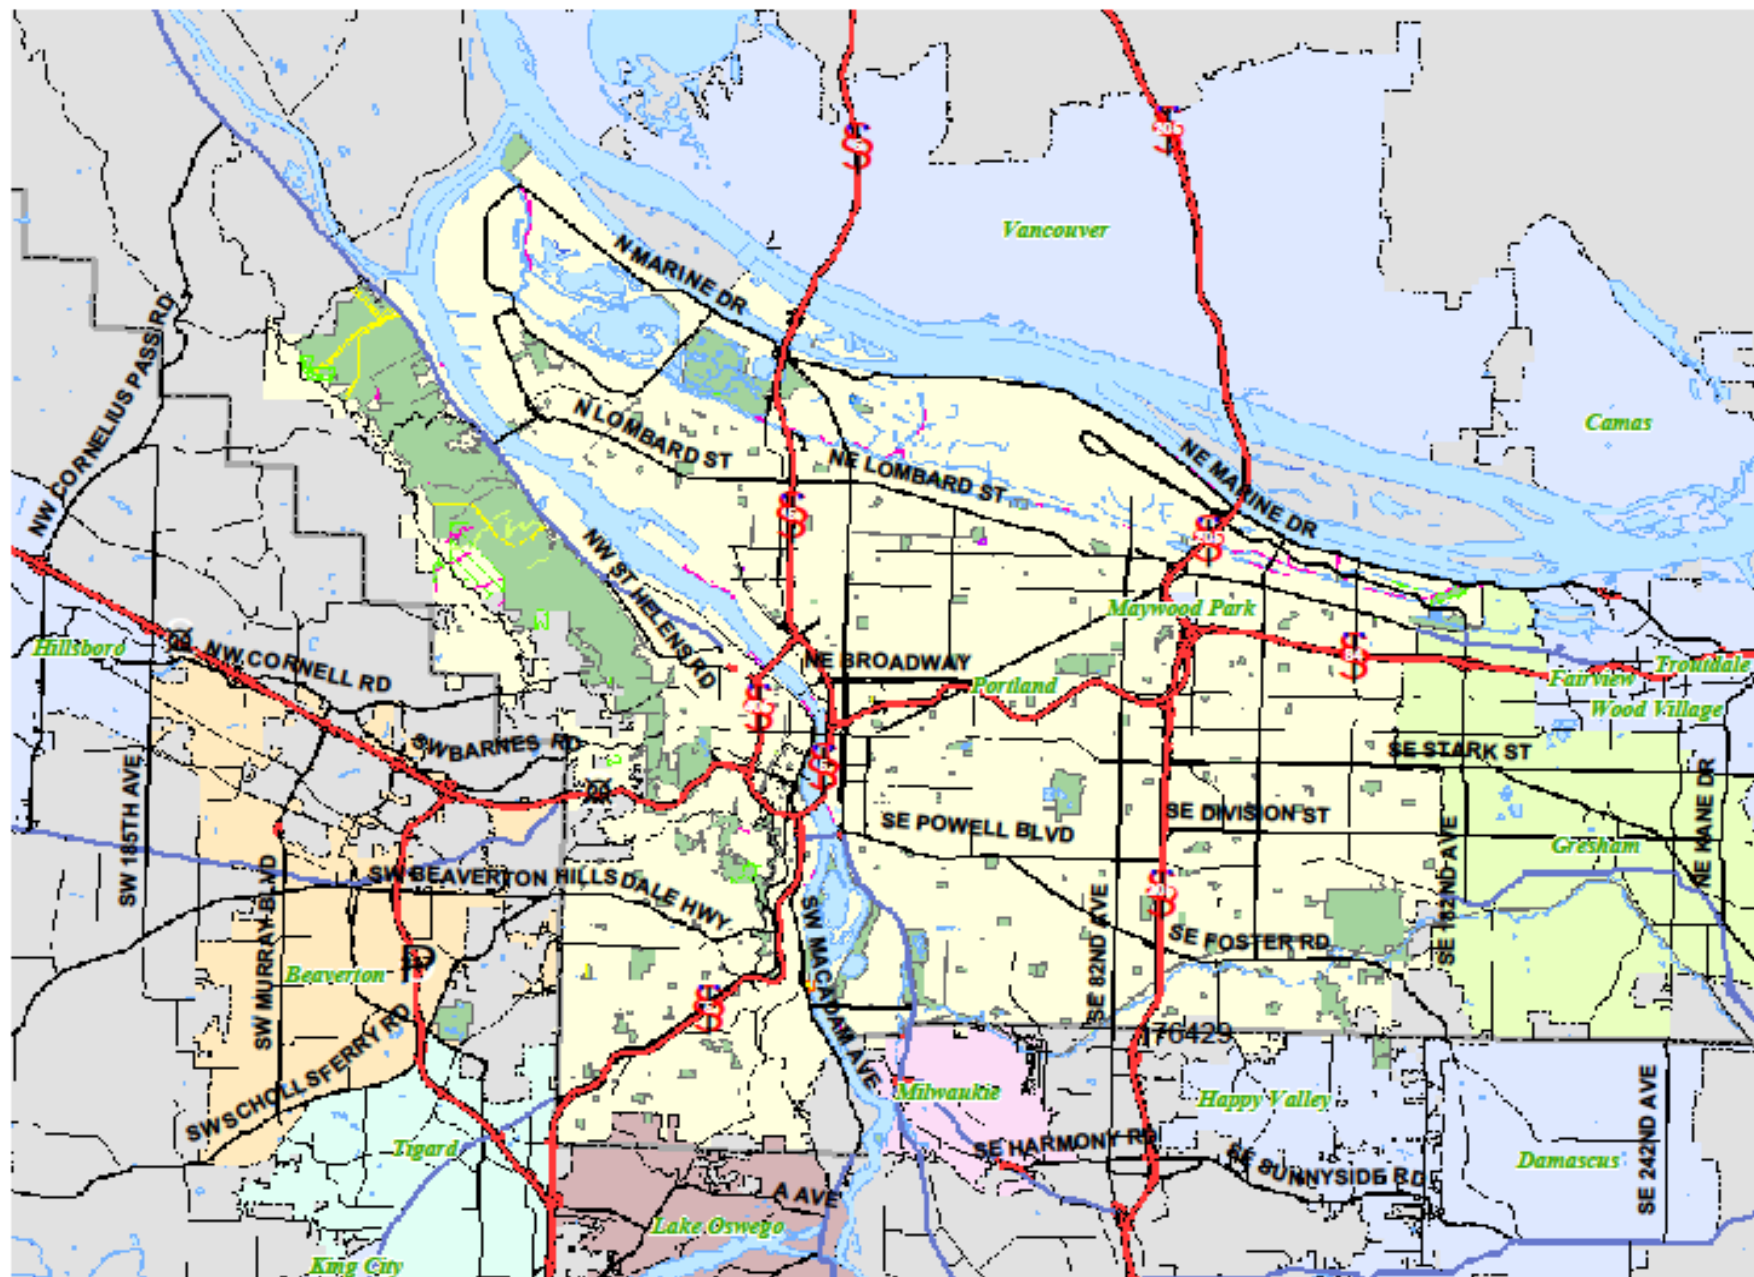 Vancouver
N MARINE DR
NW CORNELIUS PASS RD
Camas
N LOMBARD ST
NE LOMBARD ST
NE MARINE DR
205
205
NW ST HELENS RD
Maywood Park
Hillsboro
NW CORNELL RD
NE BROADWAY
Portland
Troutdale
Fairview
Wood Village
SW BARNES RD
SE STARK ST
SW 185TH AVE
NE KANE DR
SE POWELL BLVD
SE DIVISION ST
SE 182ND AVE
Gresham
SW MURRAY BLVD
SW BEAVERTON HILLSDALE HWY
SE 82ND AVE
SW MACADAM AVE
SE FOSTER RD
Beaverton
SW SCHOLLS FERRY RD
76429
Milwaukie
Happy Valley
SE 242ND AVE
Tigard
SE HARMONY RD
SE SUNNYSIDE RD
Damascus
A AVE
Lake Oswego
King City